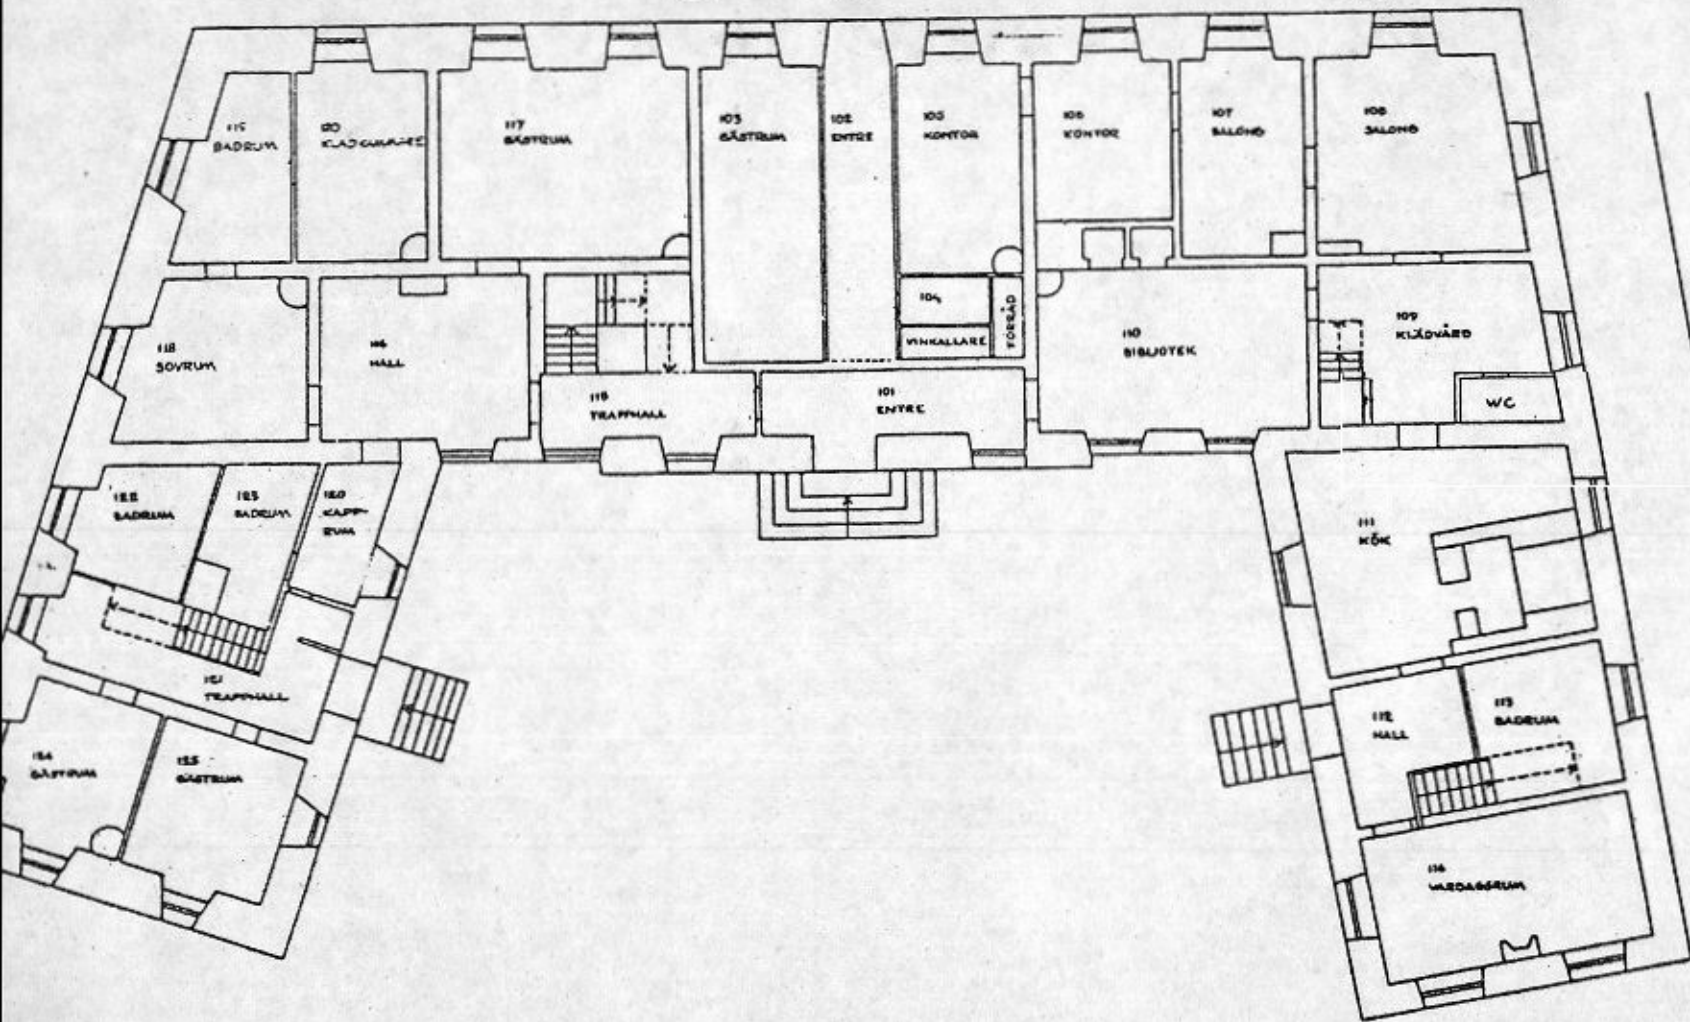 115
BADRUM
120
KLÄDKAMMARE
117
GÄSTRUM
103
GÄSTRUM
102
ENTRE
105
KONTOR
106
KONTOR
107
SALONG
108
SALONG
118
SOVRUM
116
HALL
104
VINKÄLLARE
FÖRRÅD
110
BIBLIOTEK
109
KLÄDVÅRD
WC
115
TRAPPHALL
101
ENTRE
122
BADRUM
123
BADRUM
120
KAPP-
RUM
111
KÖK
121
TRAPPHALL
112
HALL
113
BADRUM
124
GÄSTRUM
125
GÄSTRUM
114
VARDAGSRUM